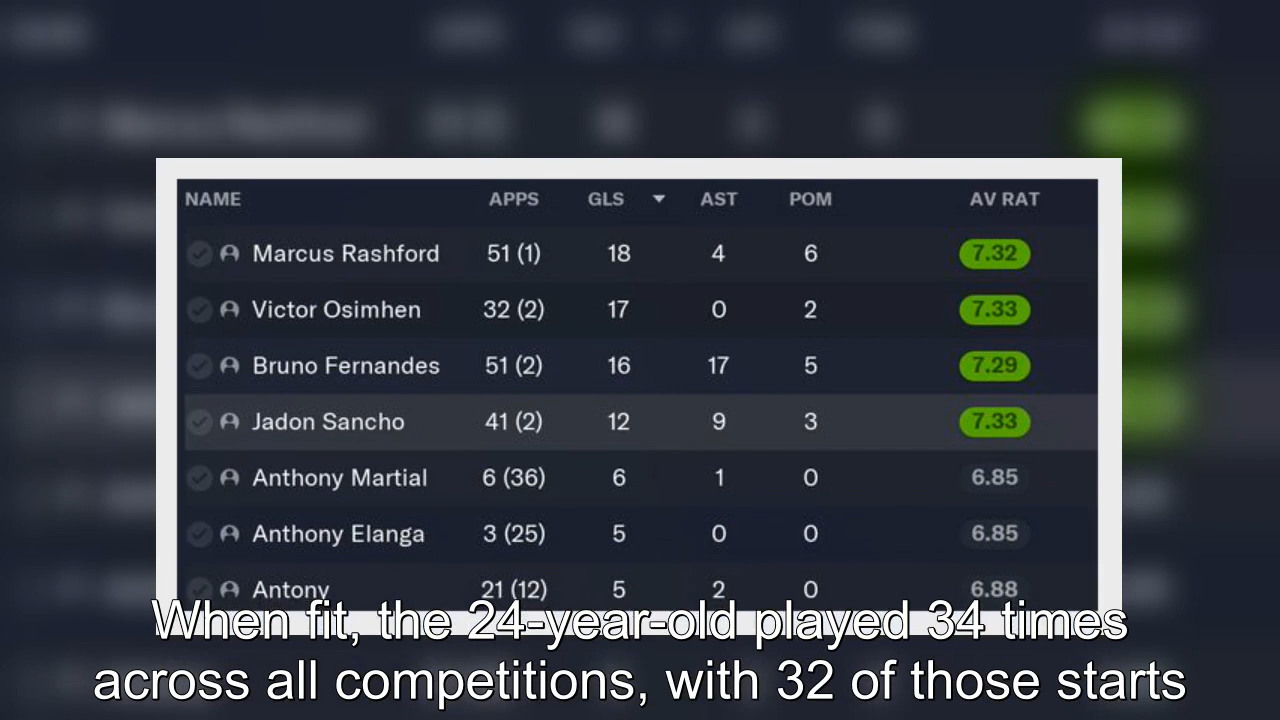 NAME APPS GLS AST POM AV RAT
Marcus Rashford 51 (1) 18 4 6 7.32
Victor Osimhen 32 (2) 17 0 2 7.33
Bruno Fernandes 51 (2) 16 17 5 7.29
Jadon Sancho 41 (2) 12 9 3 7.33
Anthony Martial 6 (36) 6 1 0 6.85
Anthony Elanga 3 (25) 5 0 0 6.85
Antony 21 (12) 5 2 0 6.88
When fit, the 24-year-old played 34 times
across all competitions, with 32 of those starts